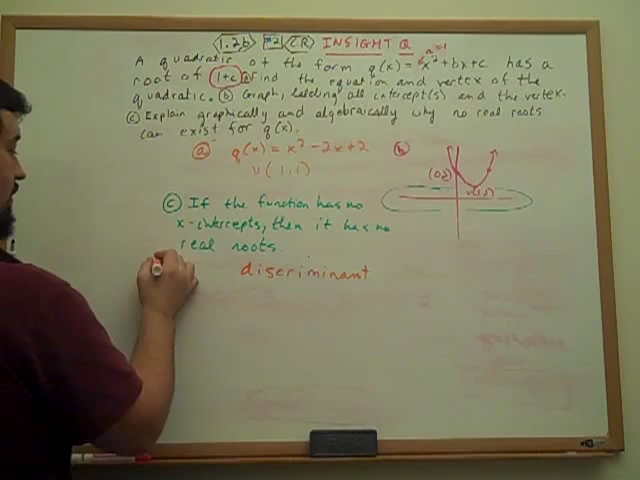 1.2b #2 CR INSIGHT Q
A quadratic of the form q(x) = x² + bx + c has a
a=1
root of 1+i. (a) Find the equation and vertex of the
quadratic. (b) Graph, labeling all intercept(s) and the vertex.
(c) Explain graphically and algebraically why no real roots
can exist for q(x).
(a) q(x) = x² - 2x + 2
V(1,1)
(b)
(0,2)
V(1,1)
(c) If the function has no
x-intercepts, then it has no
real roots.
discriminant